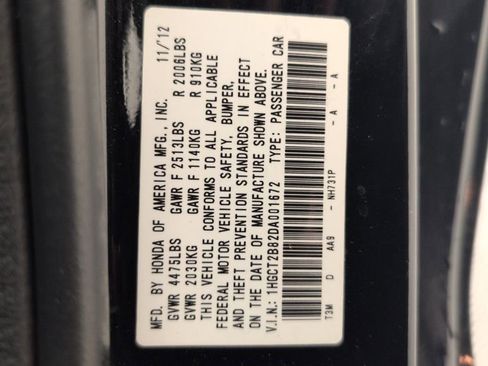 MFD. BY HONDA OF AMERICA MFG., INC. 11/'12
GVWR 4475LBS GAWR F 2513LBS R 2006LBS
GVWR 2030KG GAWR F 1140KG R 910KG
THIS VEHICLE CONFORMS TO ALL APPLICABLE
FEDERAL MOTOR VEHICLE SAFETY, BUMPER,
AND THEFT PREVENTION STANDARDS IN EFFECT
ON THE DATE OF MANUFACTURE SHOWN ABOVE.
V.I.N.: 1HGCT2B82DA001672 TYPE: PASSENGER CAR
T3M D AA9 - NH731P - A - A